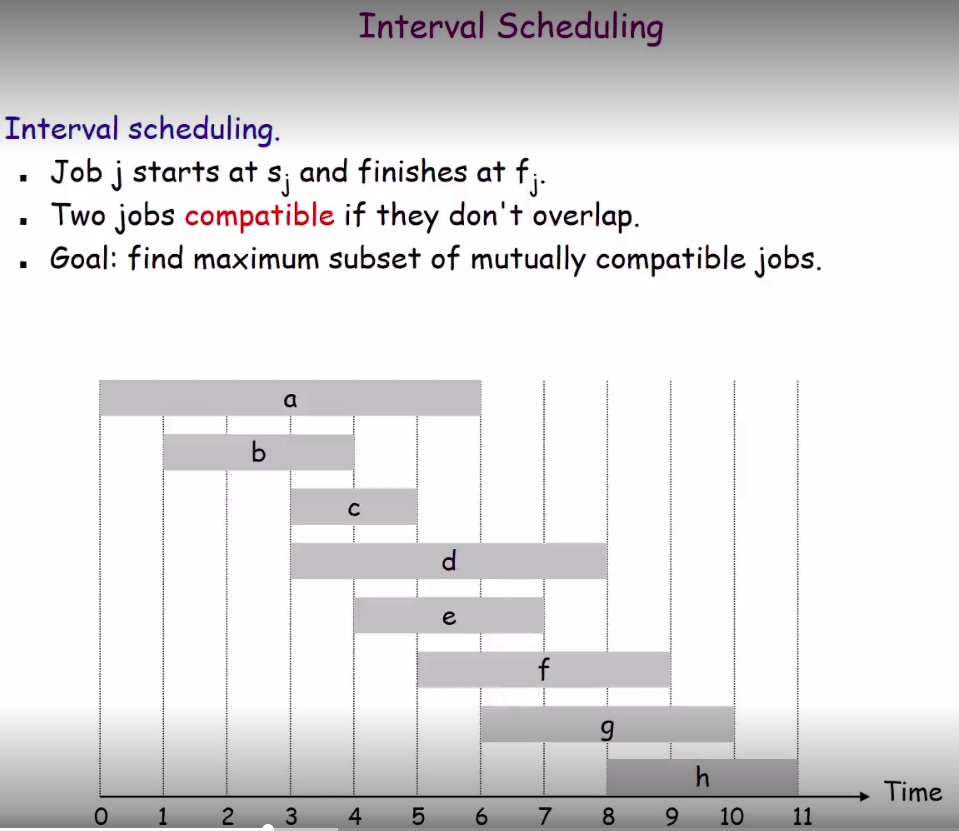 Interval Scheduling
Interval scheduling.
▪ Job j starts at sj and finishes at fj.
▪ Two jobs compatible if they don't overlap.
▪ Goal: find maximum subset of mutually compatible jobs.
a
b
c
d
e
f
g
h
Time
0 1 2 3 4 5 6 7 8 9 10 11